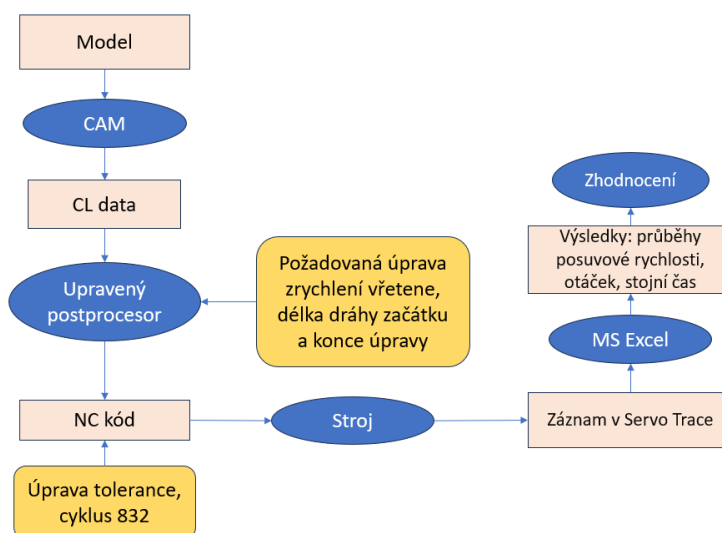 Model
CAM
CL data
Upravený
postprocesor
Požadovaná úprava
zrychlení vřetene,
délka dráhy začátku
a konce úpravy
NC kód
Úprava tolerance,
cyklus 832
Stroj
Záznam v Servo Trace
MS Excel
Výsledky: průběhy
posuvové rychlosti,
otáček, stojní čas
Zhodnocení